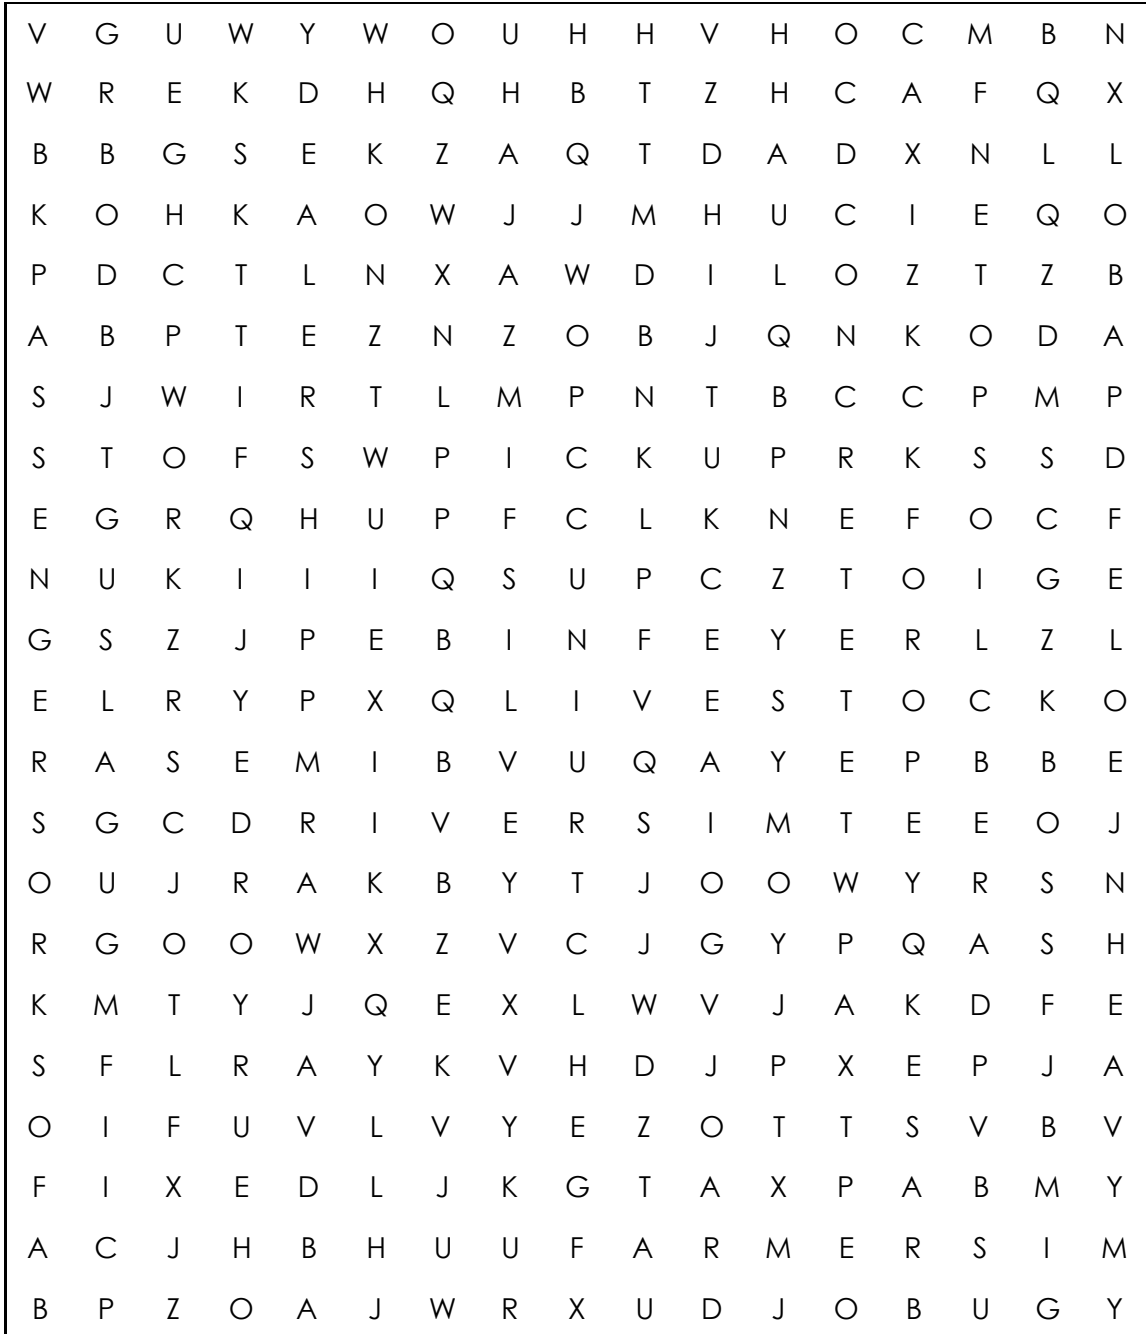 V G U W Y W O U H H V H O C M B N
W R E K D H Q H B T Z H C A F Q X
B B G S E K Z A Q T D A D X N L L
K O H K A O W J J M H U C I E Q O
P D C T L N X A W D I L O Z T Z B
A B P T E Z N Z O B J Q N K O D A
S J W I R T L M P N T B C C P M P
S T O F S W P I C K U P R K S S D
E G R Q H U P F C L K N E F O C F
N U K I I I Q S U P C Z T O I G E
G S Z J P E B I N F E Y E R L Z L
E L R Y P X Q L I V E S T O C K O
R A S E M I B V U Q A Y E P B B E
S G C D R I V E R S I M T E E O J
O U J R A K B Y T J O O W Y R S N
R G O O W X Z V C J G Y P Q A S H
K M T Y J Q E X L W V J A K D F E
S F L R A Y K V H D J P X E P J A
O I F U V L V Y E Z O T T S V B V
F I X E D L J K G T A X P A B M Y
A C J H B H U U F A R M E R S I M
B P Z O A J W R X U D J O B U G Y